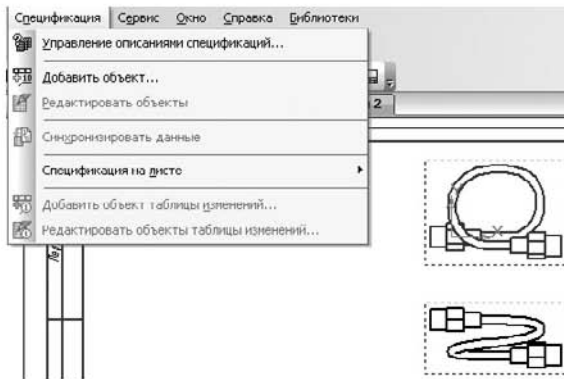 Спецификация Сервис Окно Справка Библиотеки
Управление описаниями спецификаций...
Добавить объект...
Редактировать объекты
2
Синхронизировать данные
Спецификация на листе
Добавить объект таблицы изменений...
Редактировать объекты таблицы изменений...
X